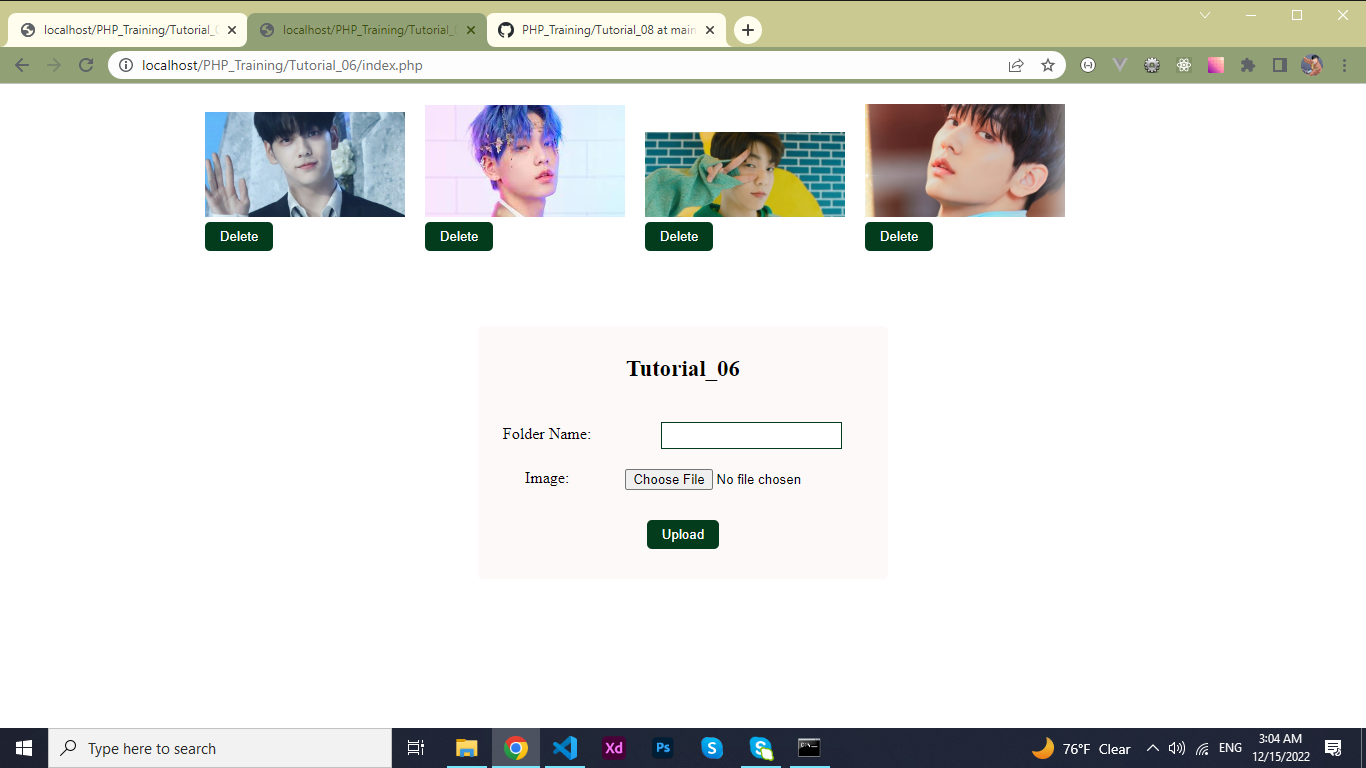 localhost/PHP_Training/Tutorial_
localhost/PHP_Training/Tutorial_
PHP_Training/Tutorial_08 at main
localhost/PHP_Training/Tutorial_06/index.php
Delete
Delete
Delete
Delete
Tutorial_06
Folder Name:
Image:
Choose File No file chosen
Upload
Type here to search
Xd
Ps
S
76°F Clear
ENG
3:04 AM
12/15/2022